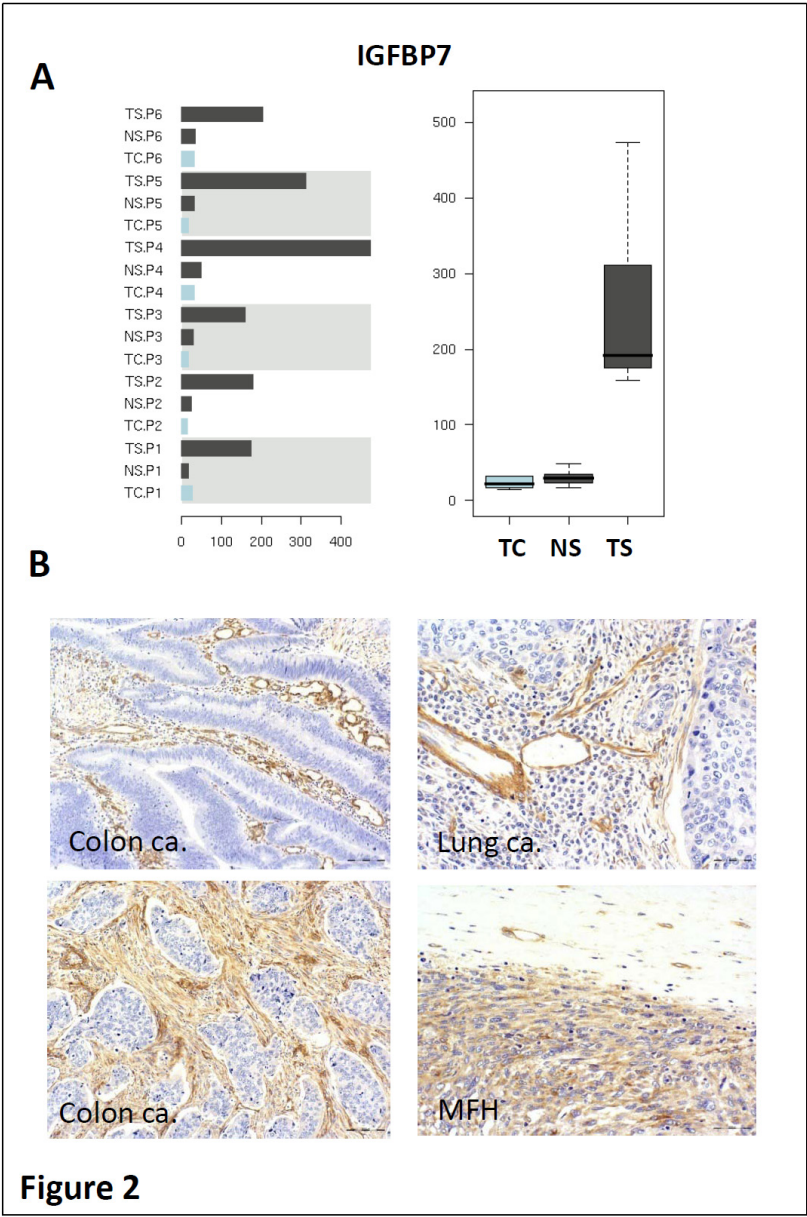 IGFBP7
A
TS.P6
NS.P6
TC.P6
TS.P5
NS.P5
TC.P5
TS.P4
NS.P4
TC.P4
TS.P3
NS.P3
TC.P3
TS.P2
NS.P2
TC.P2
TS.P1
NS.P1
TC.P1
0 100 200 300 400
500
400
300
200
100
0
TC NS TS
B
Colon ca.
Lung ca.
Colon ca.
MFH
Figure 2